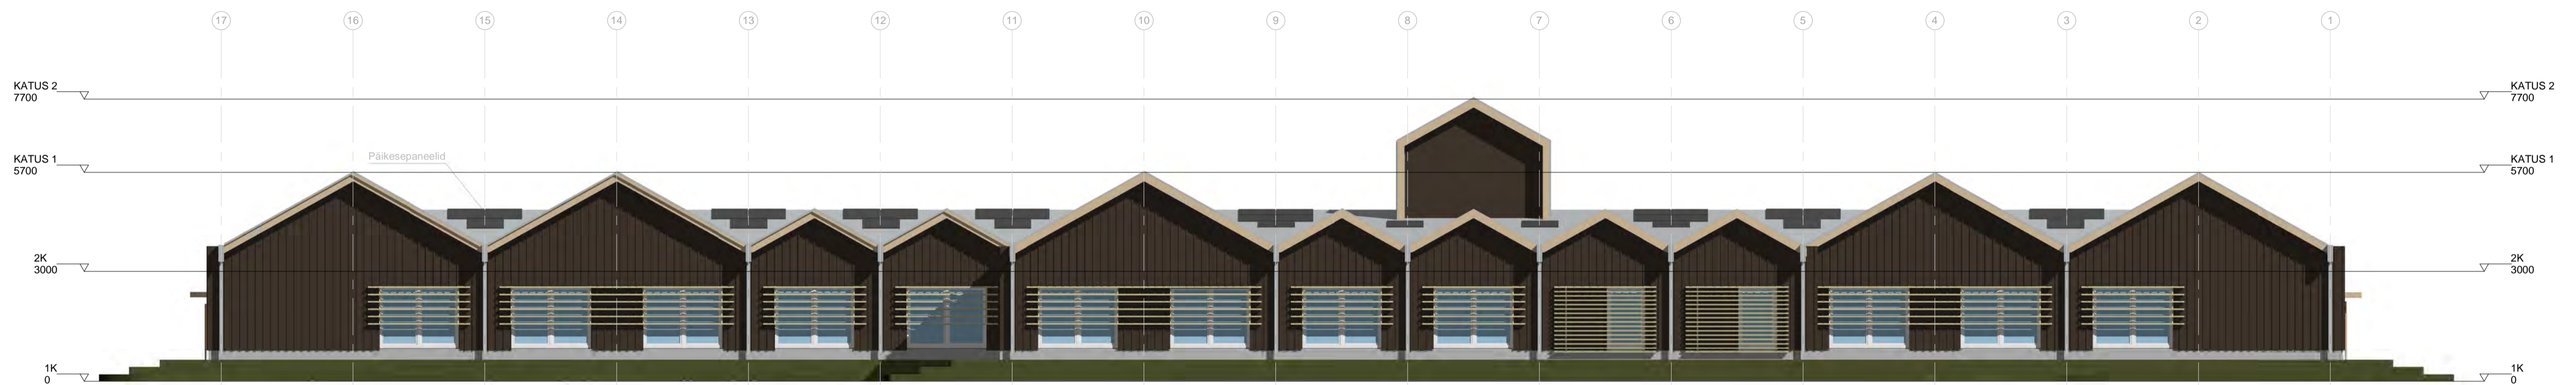 17 16 15 14 13 12 11 10 9 8 7 6 5 4 3 2 1
KATUS 2
7700
KATUS 2
7700
Päikesepaneelid
KATUS 1
5700
KATUS 1
5700
2K
3000
2K
3000
1K
0
1K
0